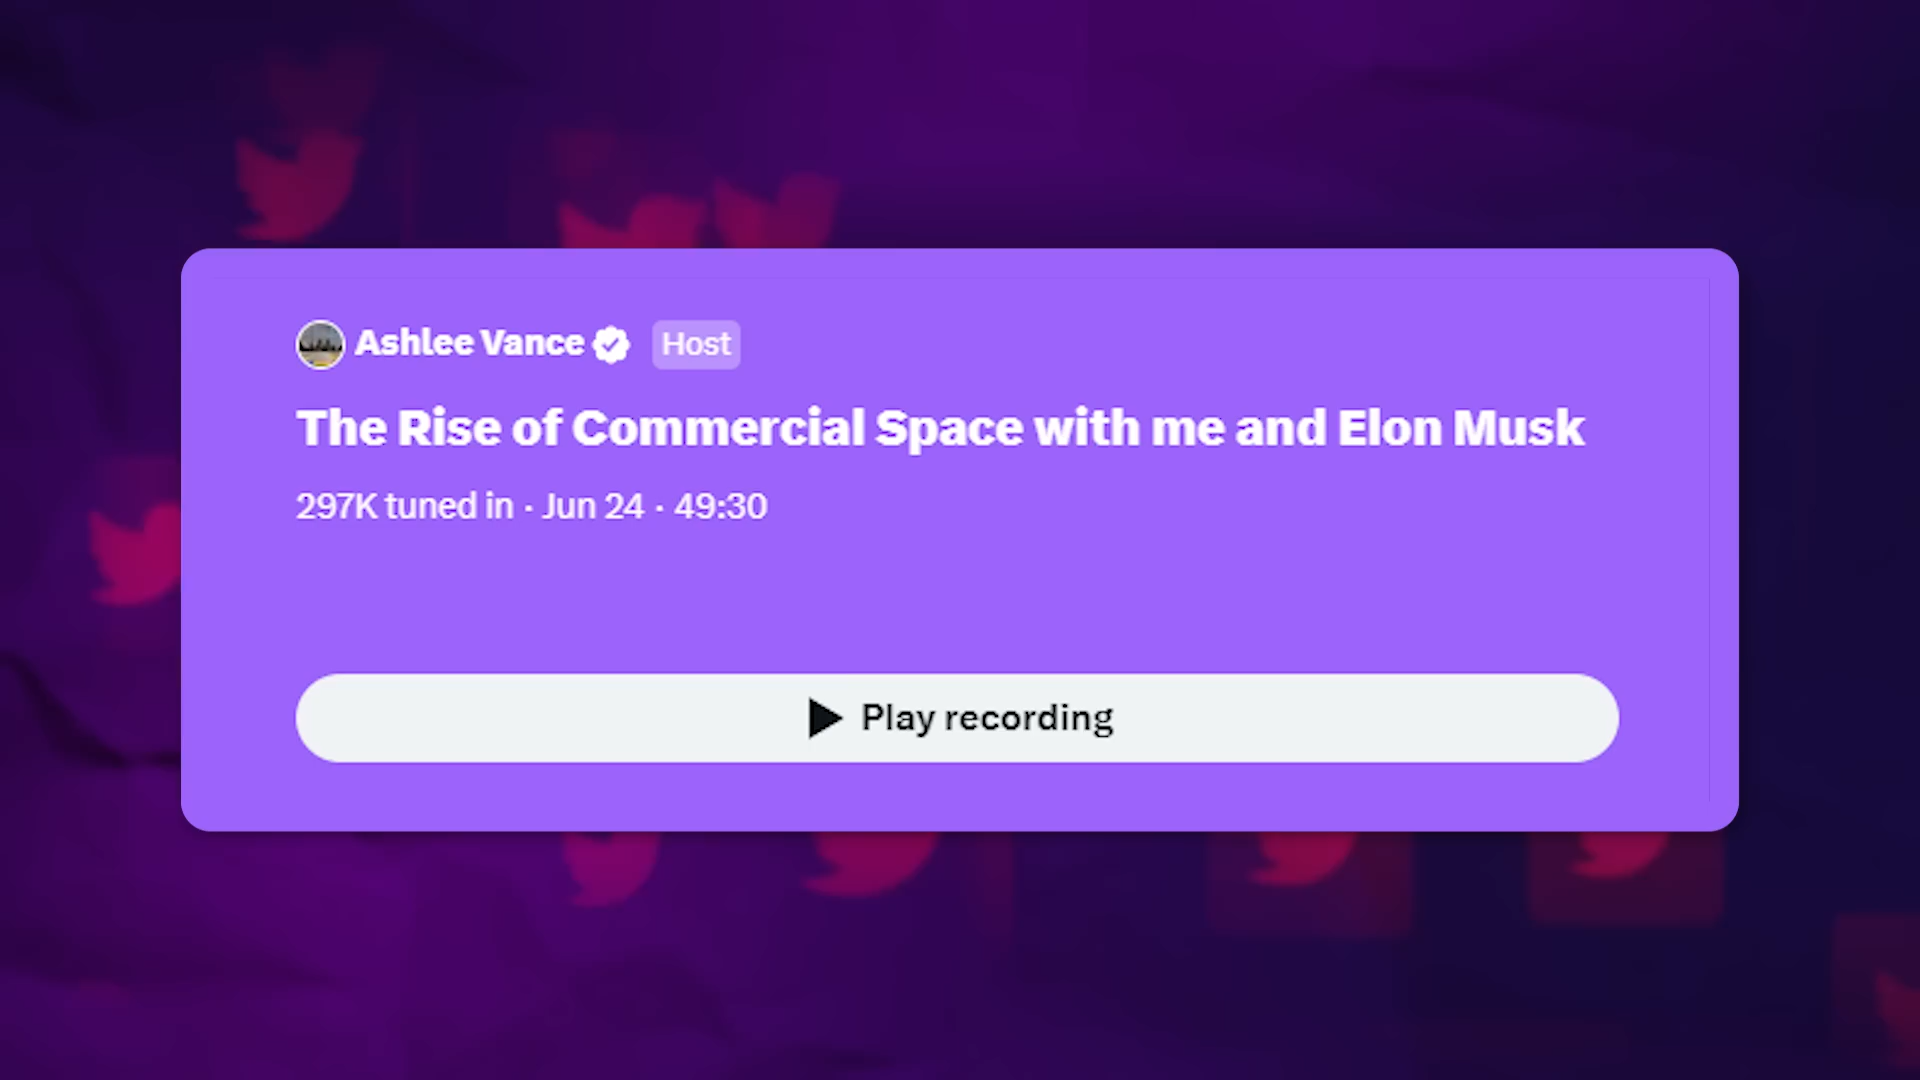 Ashlee Vance Host
The Rise of Commercial Space with me and Elon Musk
297K tuned in · Jun 24 · 49:30
Play recording